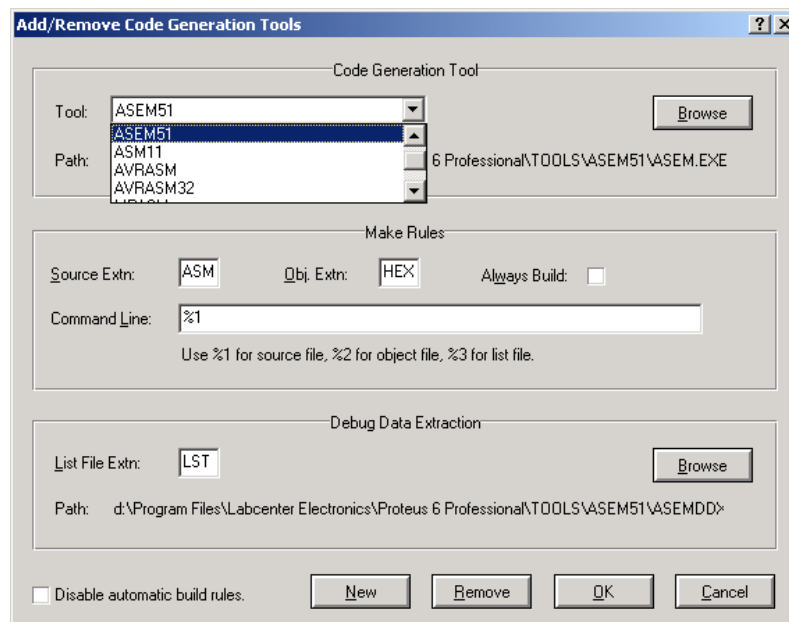 Add/Remove Code Generation Tools
Code Generation Tool
Tool: ASEM51
Browse
ASEM51
ASM11
AVRASM
AVRASM32
Path: 6 Professional\TOOLS\ASEM51\ASEM.EXE
Make Rules
Source Extn: ASM Obj. Extn: HEX Always Build:
Command Line: %1
Use %1 for source file, %2 for object file, %3 for list file.
Debug Data Extraction
List File Extn: LST Browse
Path: d:\Program Files\Labcenter Electronics\Proteus 6 Professional\TOOLS\ASEM51\ASEMDDX
Disable automatic build rules. New Remove OK Cancel